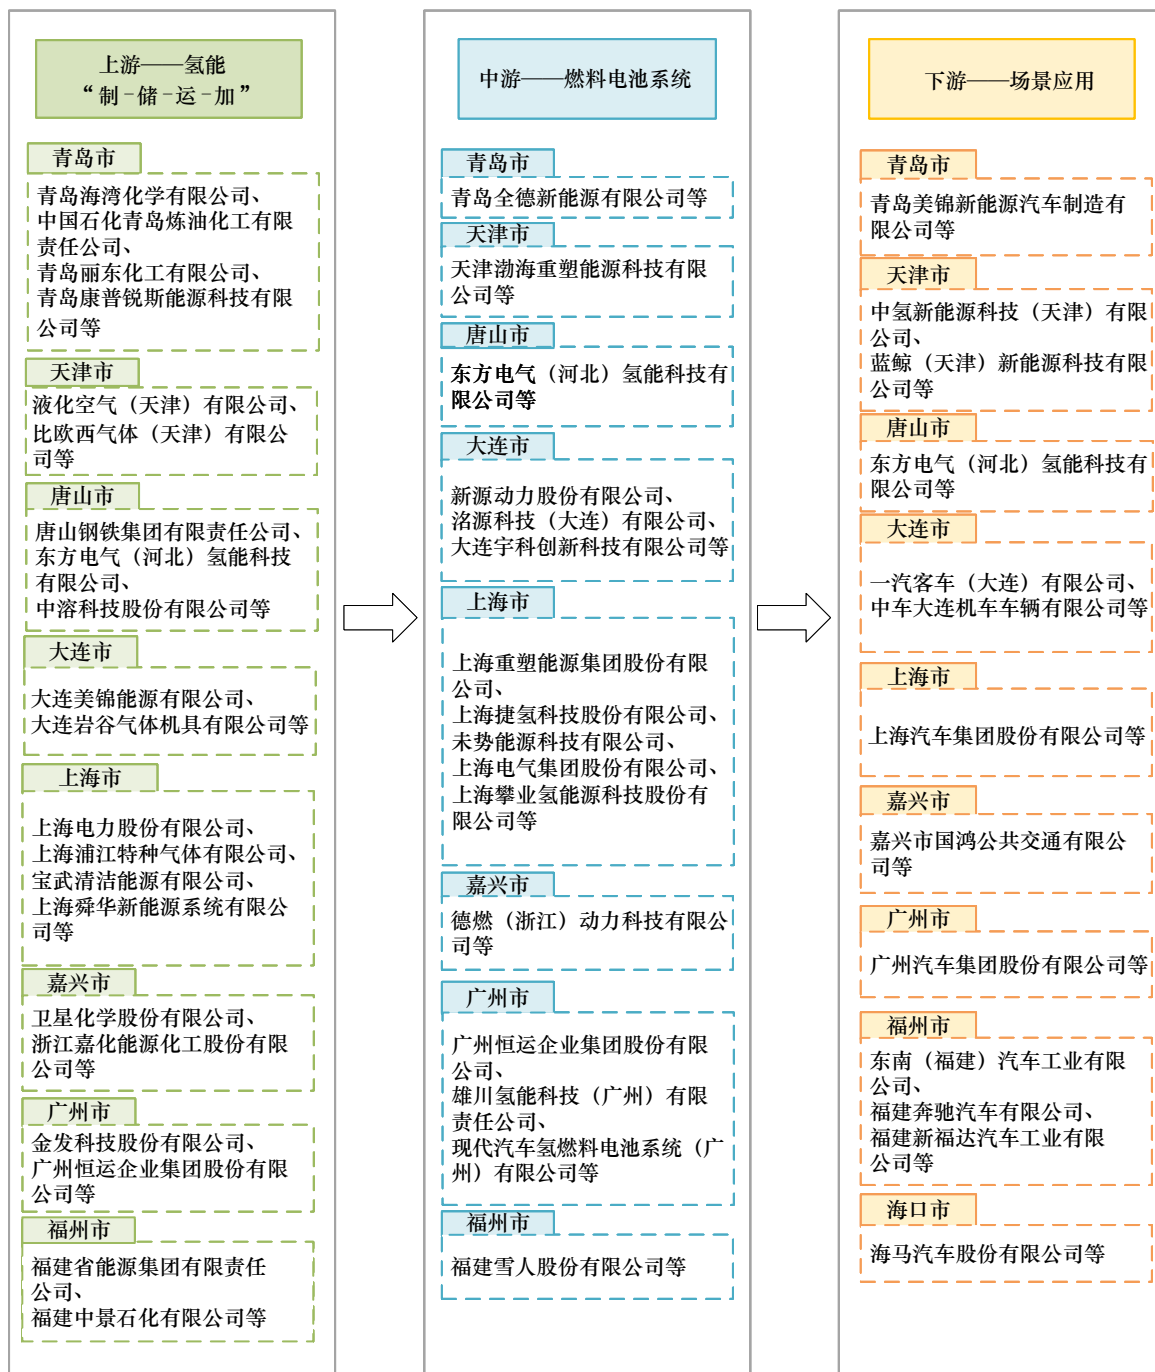 上游——氢能
“制-储-运-加”
青岛市
青岛海湾化学有限公司、
中国石化青岛炼油化工有限
责任公司、
青岛丽东化工有限公司、
青岛康普锐斯能源科技有限
公司等
天津市
液化空气（天津）有限公司、
比欧西气体（天津）有限公
司等
唐山市
唐山钢铁集团有限责任公司、
东方电气（河北）氢能科技
有限公司、
中溶科技股份有限公司等
大连市
大连美锦能源有限公司、
大连岩谷气体机具有限公司等
上海市
上海电力股份有限公司、
上海浦江特种气体有限公司、
宝武清洁能源有限公司、
上海舜华新能源系统有限公
司等
嘉兴市
卫星化学股份有限公司、
浙江嘉化能源化工股份有限
公司等
广州市
金发科技股份有限公司、
广州恒运企业集团股份有限
公司等
福州市
福建省能源集团有限责任
公司、
福建中景石化有限公司等
中游——燃料电池系统
青岛市
青岛全德新能源有限公司等
天津市
天津渤海重塑能源科技有限
公司等
唐山市
东方电气（河北）氢能科技有
限公司等
大连市
新源动力股份有限公司、
洺源科技（大连）有限公司、
大连宇科创新科技有限公司等
上海市
上海重塑能源集团股份有限
公司、
上海捷氢科技股份有限公司、
未势能源科技有限公司、
上海电气集团股份有限公司、
上海攀业氢能源科技股份有
限公司等
嘉兴市
德燃（浙江）动力科技有限公
司等
广州市
广州恒运企业集团股份有限
公司、
雄川氢能科技（广州）有限
责任公司、
现代汽车氢燃料电池系统（广
州）有限公司等
福州市
福建雪人股份有限公司等
下游——场景应用
青岛市
青岛美锦新能源汽车制造有
限公司等
天津市
中氢新能源科技（天津）有限
公司、
蓝鲸（天津）新能源科技有限
公司等
唐山市
东方电气（河北）氢能科技有
限公司等
大连市
一汽客车（大连）有限公司、
中车大连机车车辆有限公司等
上海市
上海汽车集团股份有限公司等
嘉兴市
嘉兴市国鸿公共交通有限公
司等
广州市
广州汽车集团股份有限公司等
福州市
东南（福建）汽车工业有限
公司、
福建奔驰汽车有限公司、
福建新福达汽车工业有限
公司等
海口市
海马汽车股份有限公司等